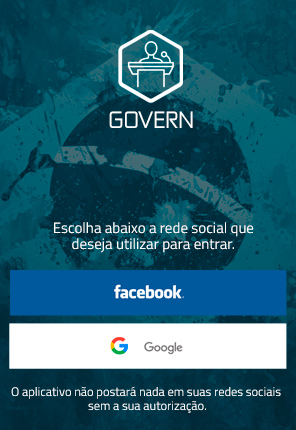 GOVERN
Escolha abaixo a rede social que
deseja utilizar para entrar.
facebook.
G Google
O aplicativo não postará nada em suas redes sociais
sem a sua autorização.